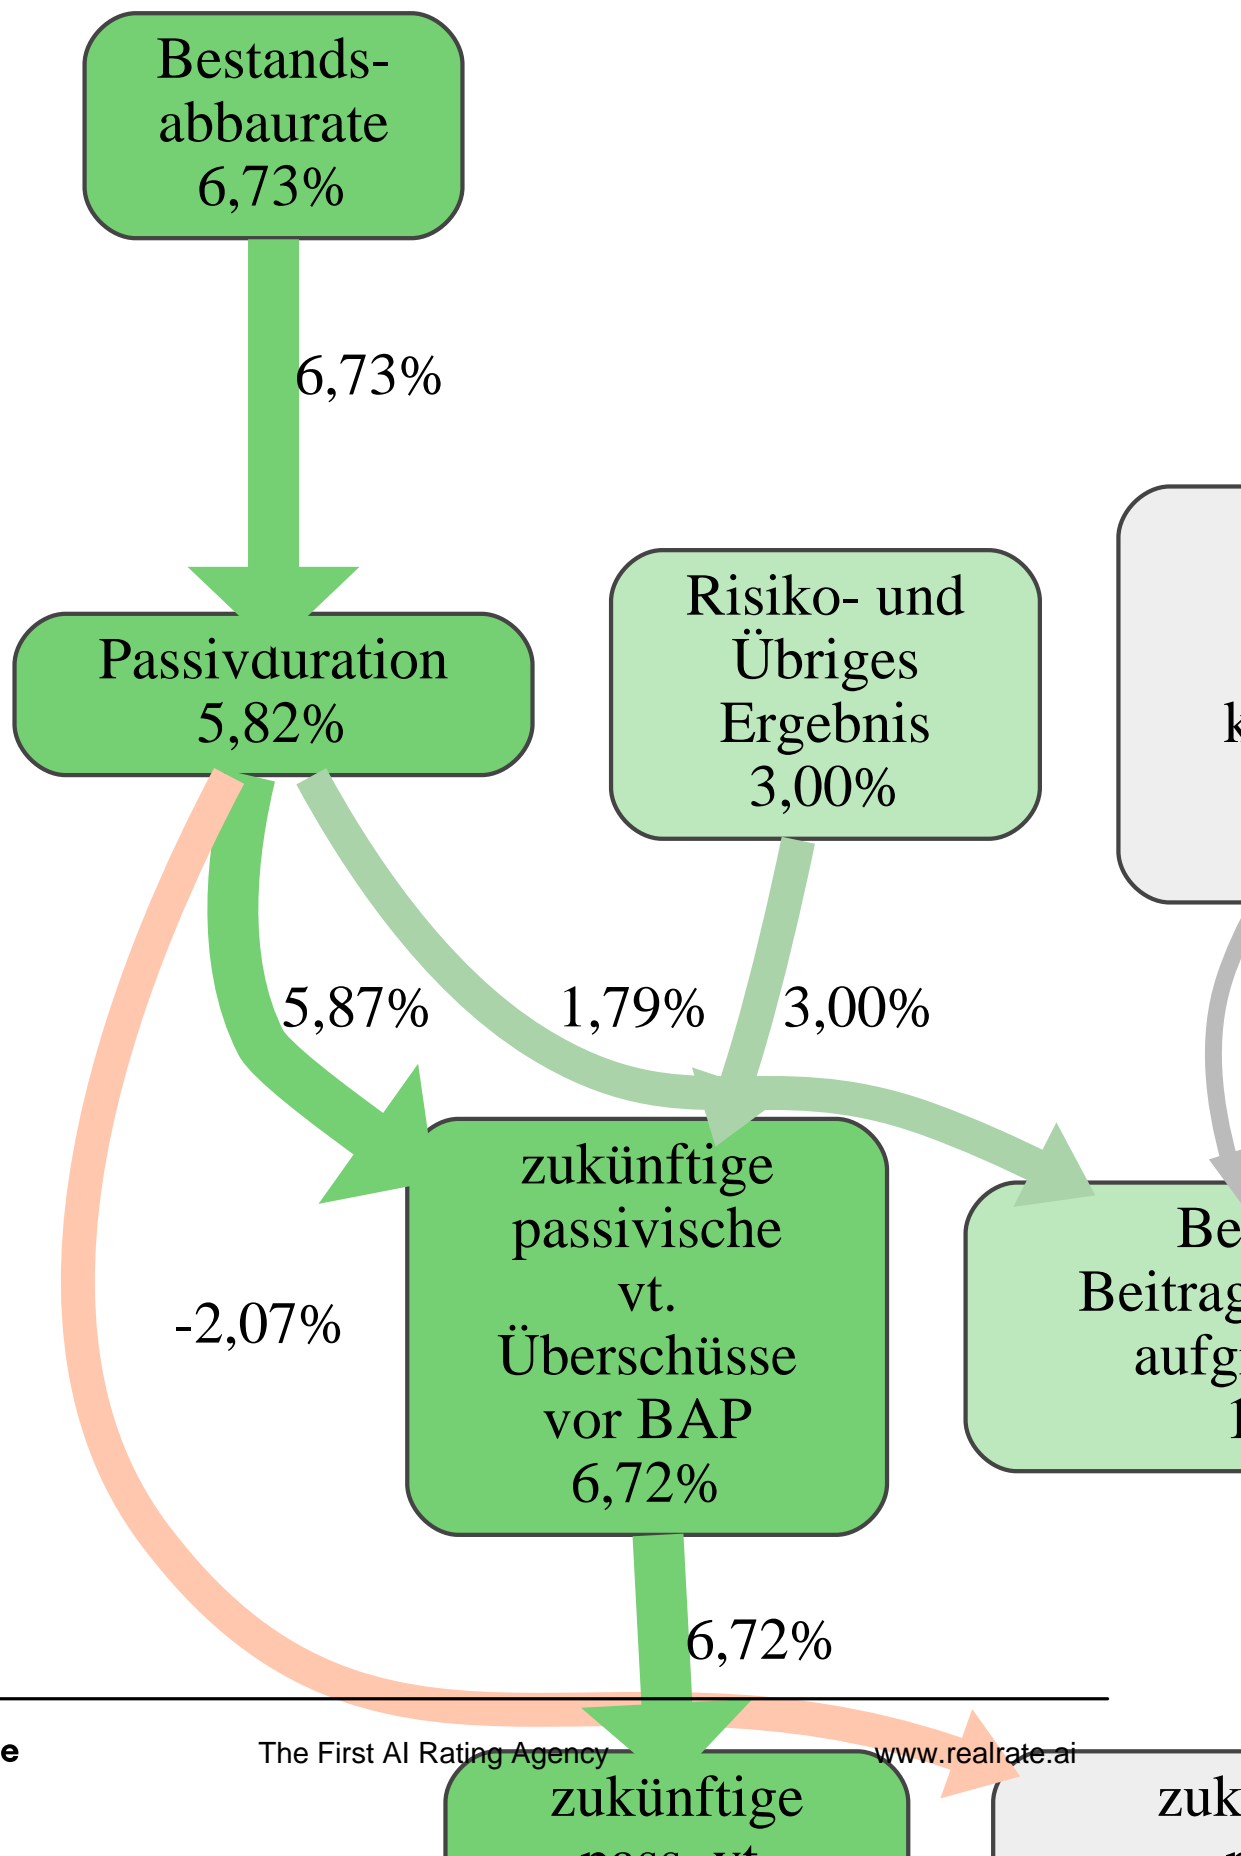 Bestands-
abbaurate
6,73%
6,73%
Passivduration
5,82%
Risiko- und
Übriges
Ergebnis
3,00%
5,87%
1,79%
3,00%
zukünftige
passivische
vt.
Überschüsse
vor BAP
6,72%
-2,07%
6,72%
The First AI Rating Agency
www.realrate.ai
zukünftige